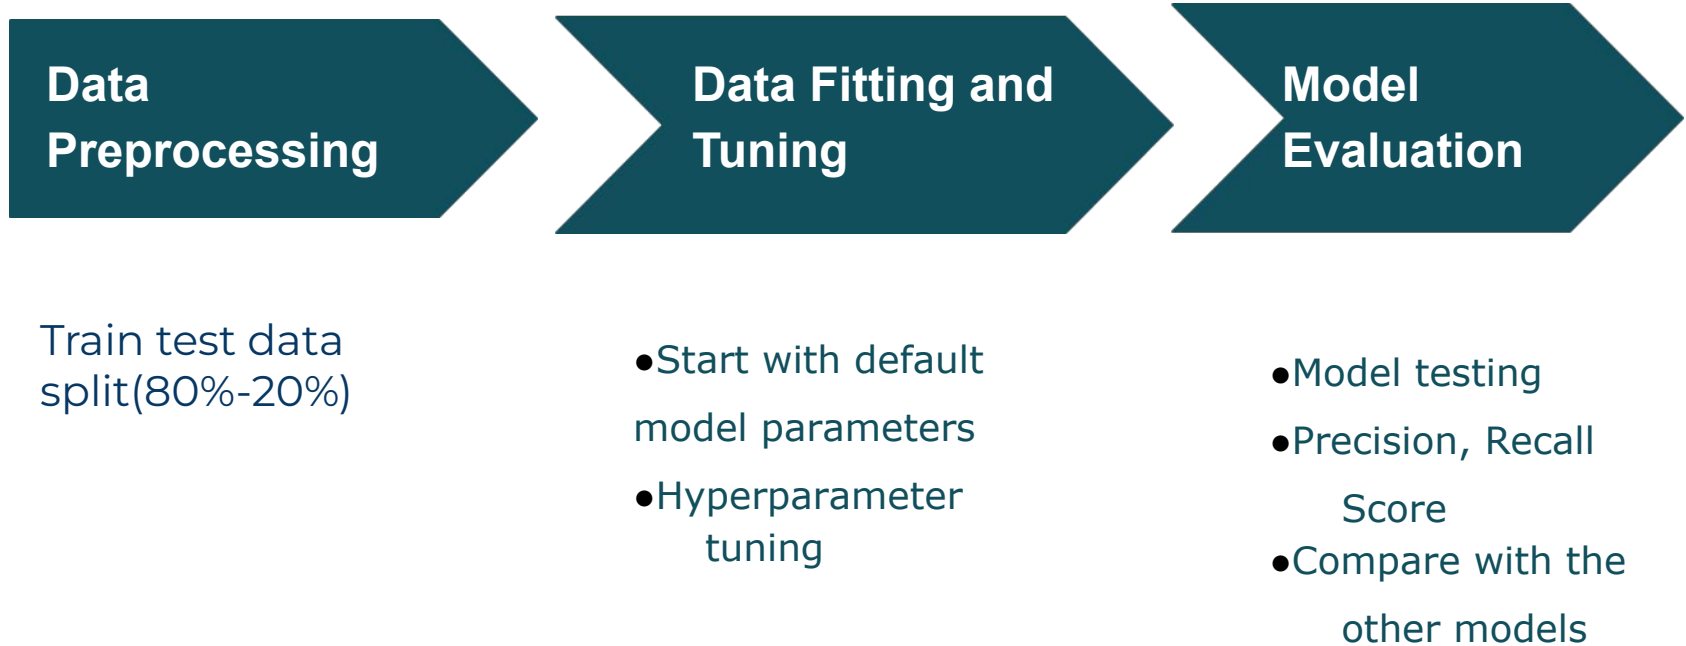 Data
Preprocessing
Data Fitting and
Tuning
Model
Evaluation
Train test data
split(80%-20%)
●Start with default
model parameters
●Hyperparameter
tuning
●Model testing
●Precision, Recall
Score
●Compare with the
other models